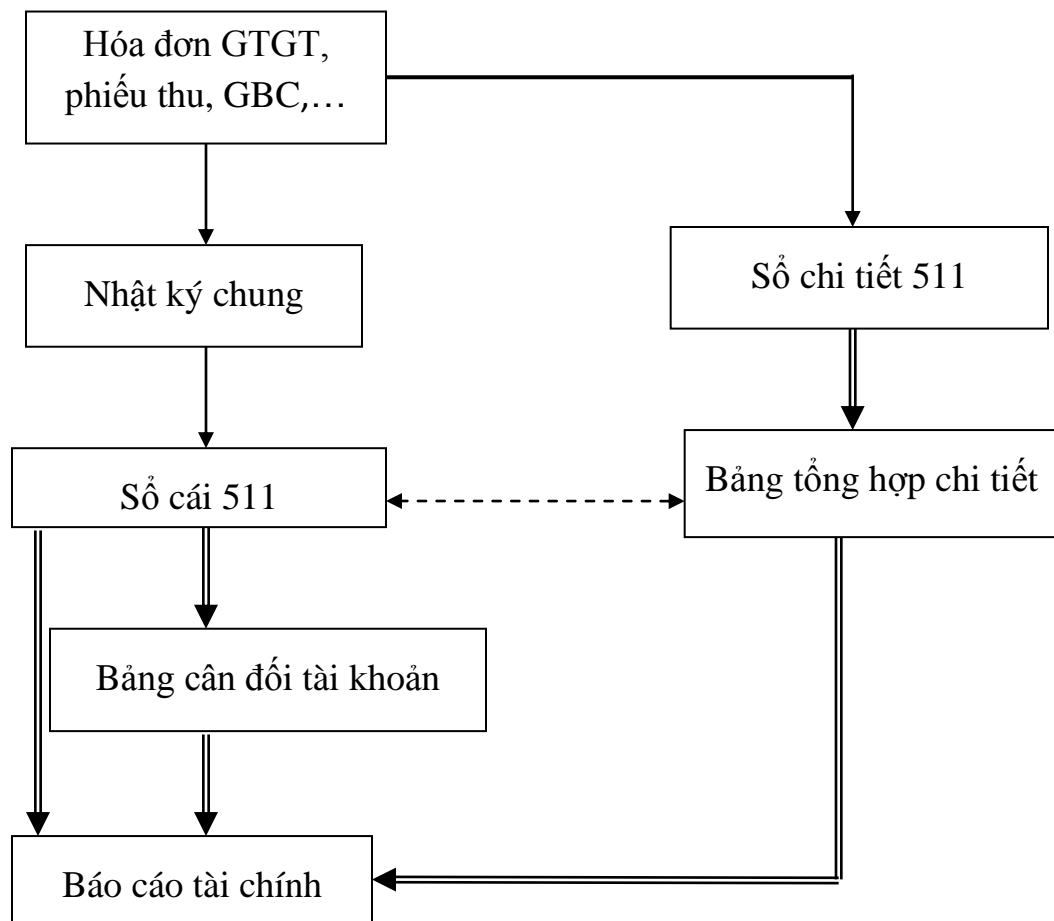 Hóa đơn GTGT,
phiếu thu, GBC,…
Nhật ký chung
Sổ chi tiết 511
Sổ cái 511
Bảng tổng hợp chi tiết
Bảng cân đối tài khoản
Báo cáo tài chính